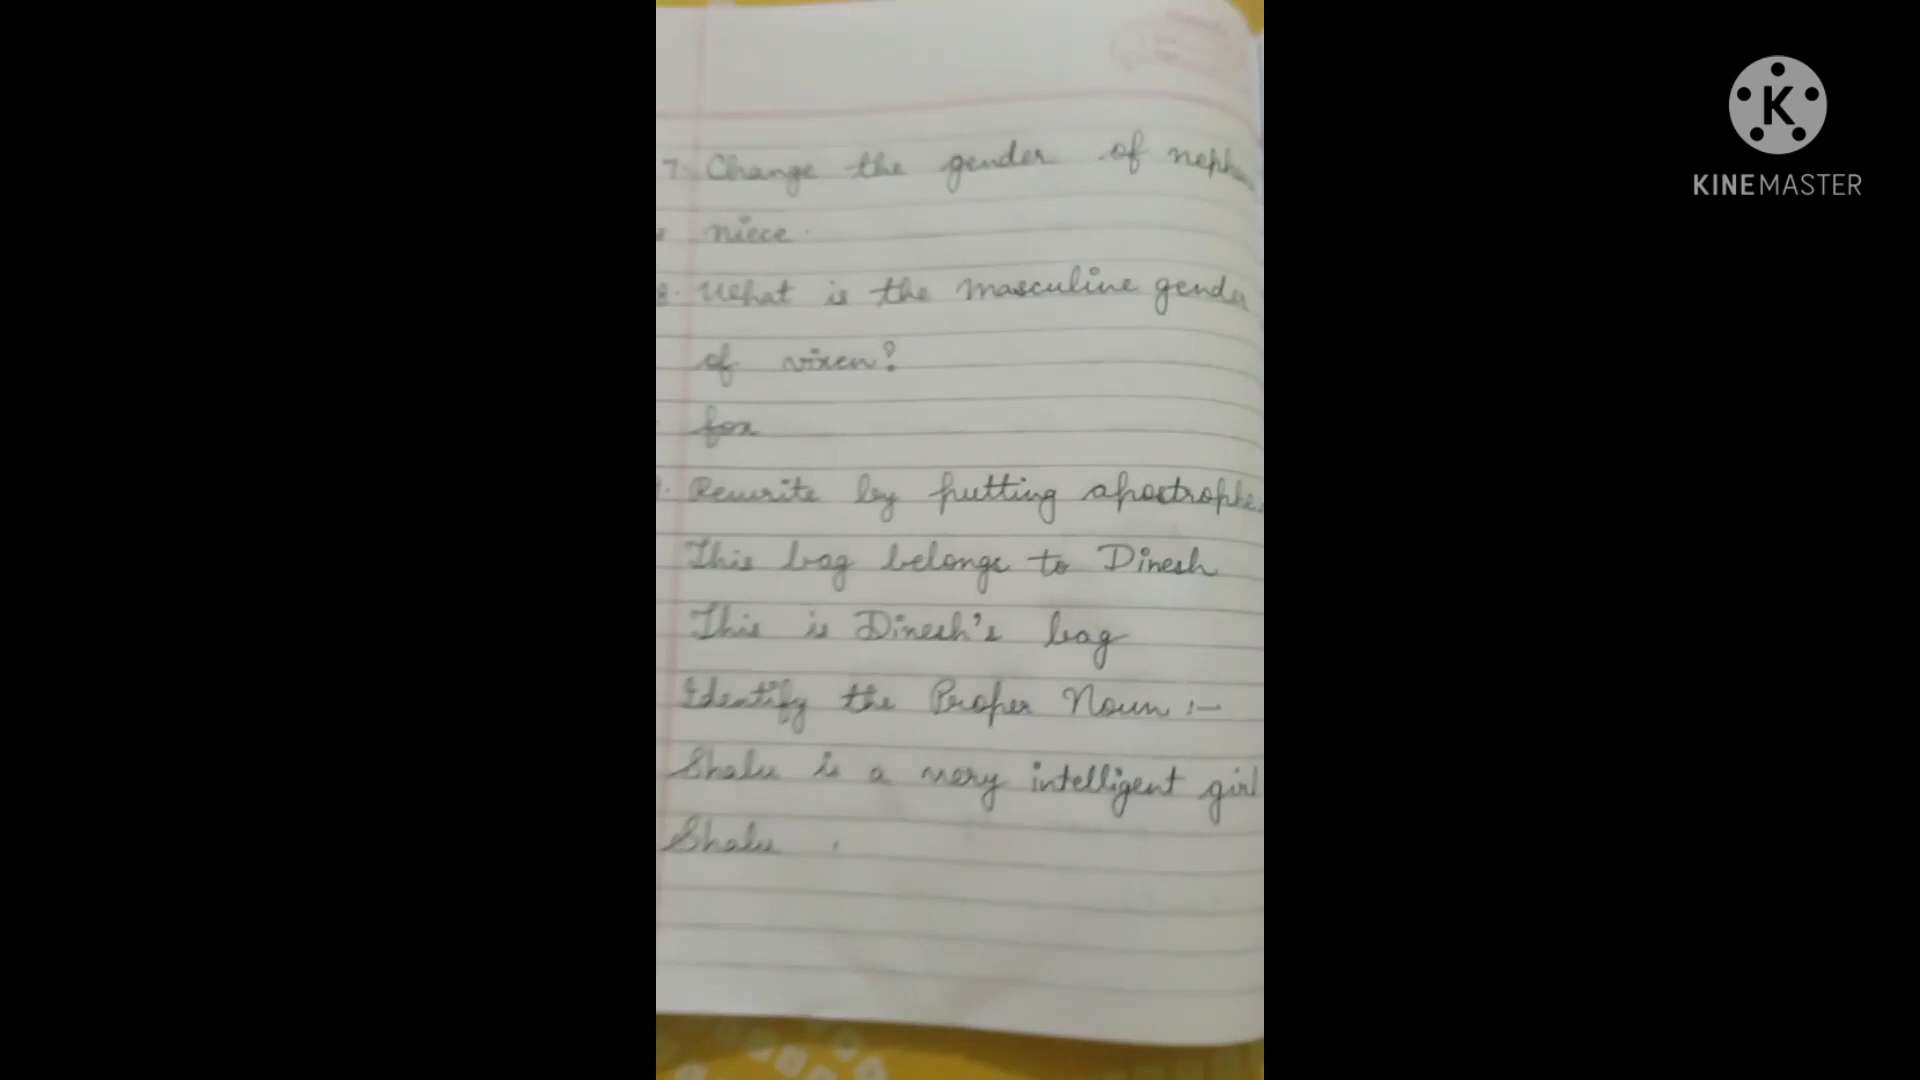 7. Change the gender of neph
niece.
8. What is the masculine gender
of vixen?
fox
Rewrite by putting apostrophe.
This bag belongs to Dinesh
This is Dinesh's bag
Identify the Proper Noun :-
Shalu is a very intelligent girl
Shalu .
K
KINEMASTER